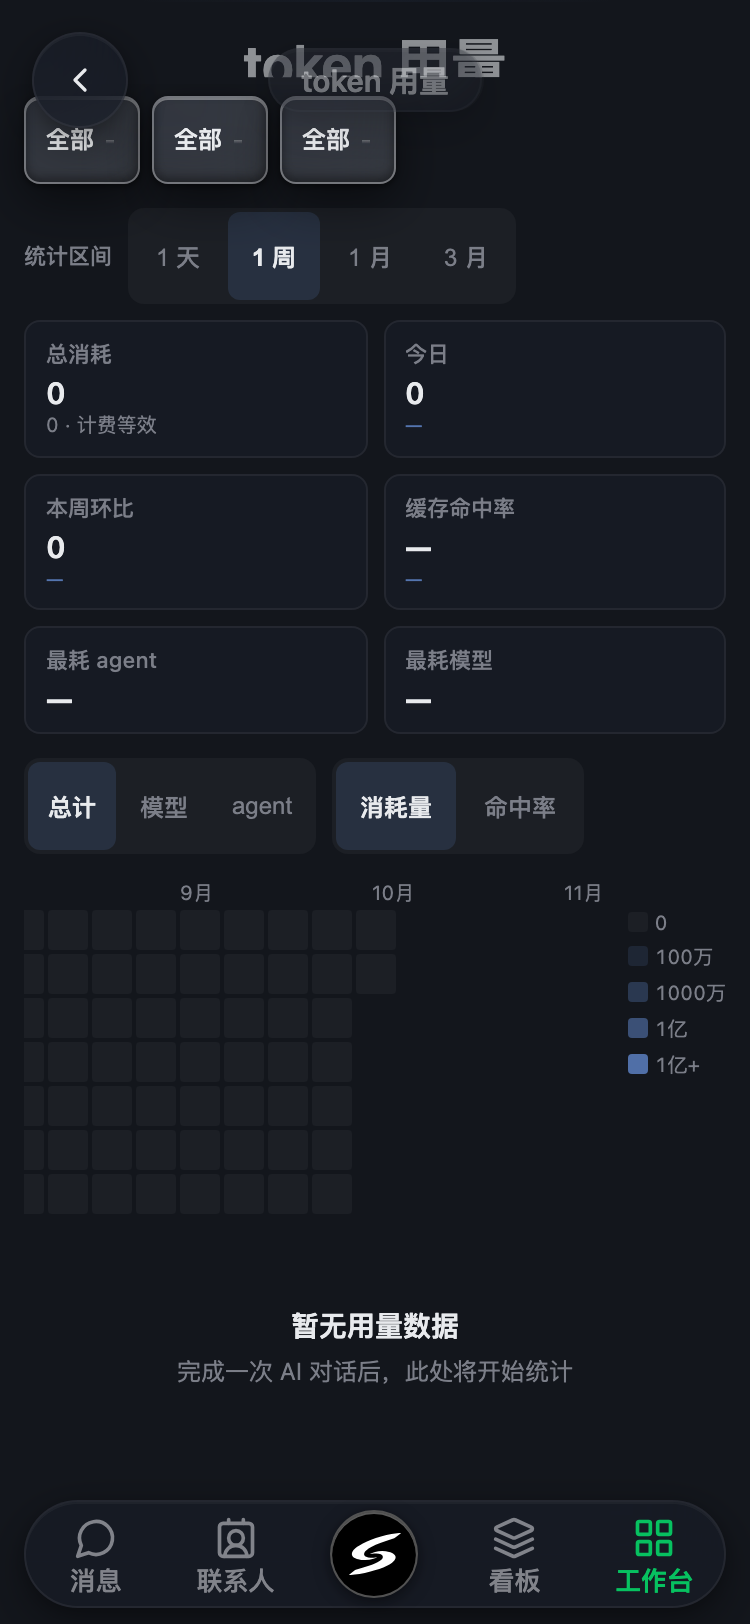 token 用量
token 用量
全部 -
全部 -
全部 -
统计区间
1 天
1 周
1 月
3 月
总消耗
0
0 · 计费等效
今日
0
—
本周环比
0
—
缓存命中率
—
—
最耗 agent
—
最耗模型
—
总计
模型
agent
消耗量
命中率
9月
10月
11月
0
100万
1000万
1亿
1亿+
暂无用量数据
完成一次 AI 对话后，此处将开始统计
消息
联系人
看板
工作台